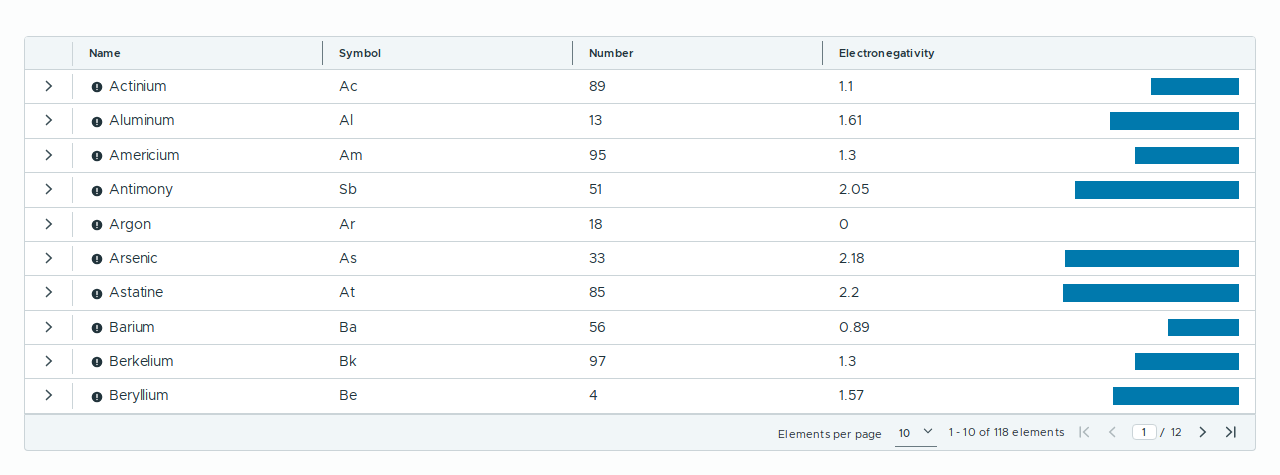 Name Symbol Number Electronegativity
Actinium Ac 89 1.1
Aluminum Al 13 1.61
Americium Am 95 1.3
Antimony Sb 51 2.05
Argon Ar 18 0
Arsenic As 33 2.18
Astatine At 85 2.2
Barium Ba 56 0.89
Berkelium Bk 97 1.3
Beryllium Be 4 1.57
Elements per page 10 1 - 10 of 118 elements 1 / 12